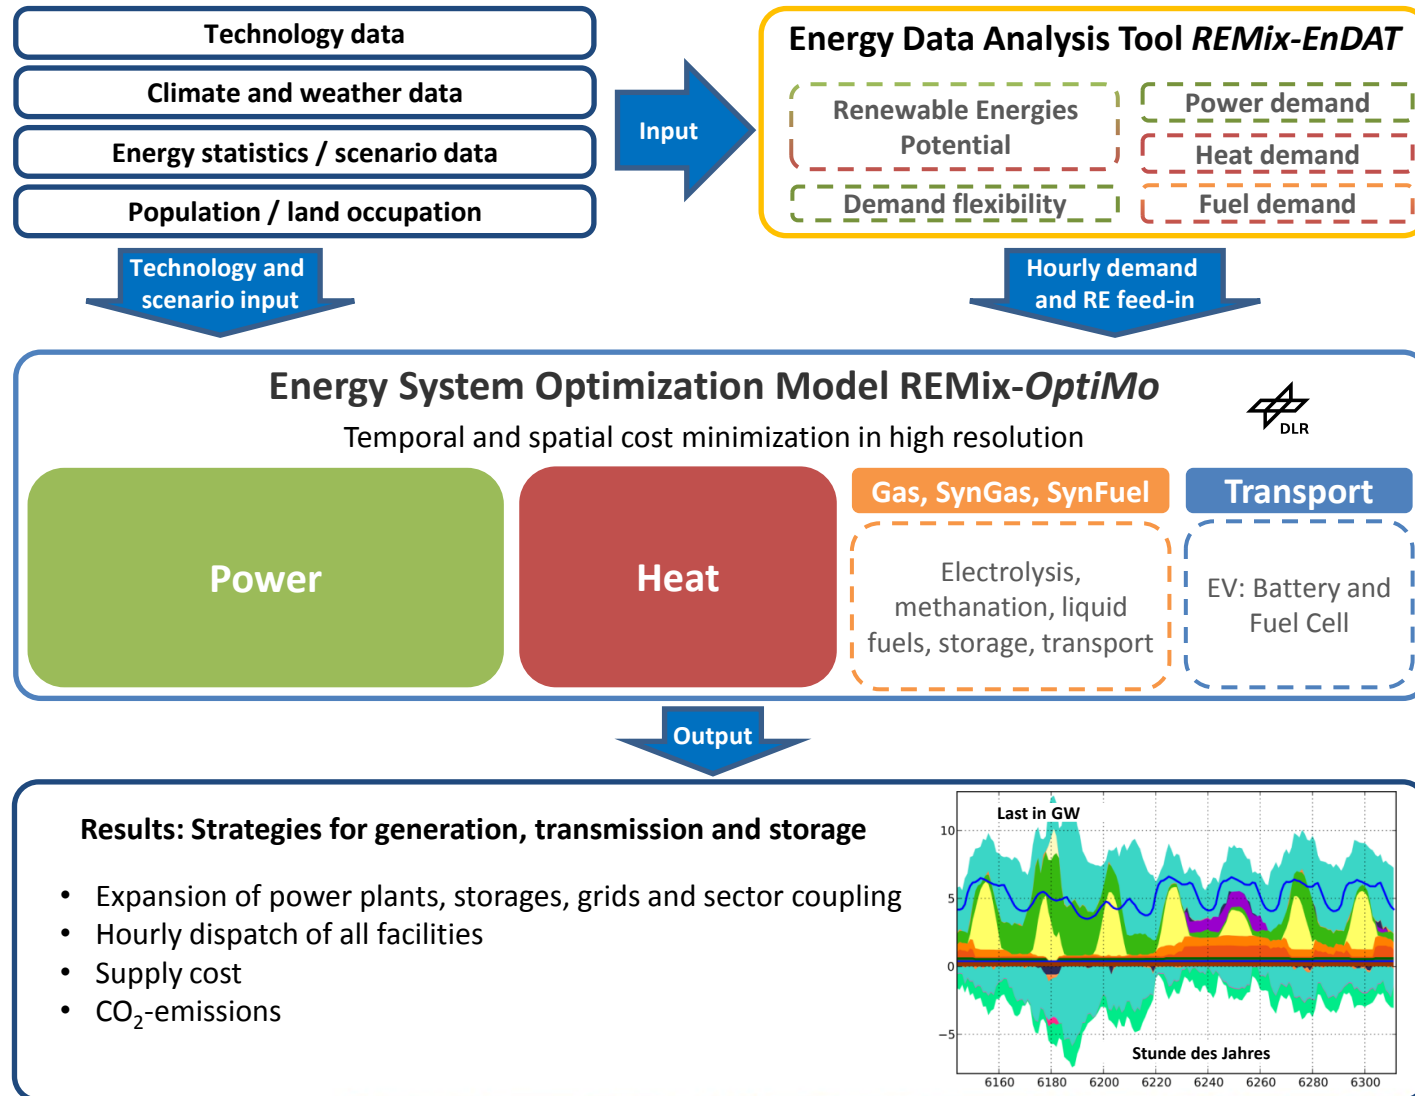 Technology data
Climate and weather data
Energy statistics / scenario data
Population / land occupation
Input
Energy Data Analysis Tool REMix-EnDAT
Renewable Energies
Potential
Demand flexibility
Power demand
Heat demand
Fuel demand
Technology and
scenario input
Hourly demand
and RE feed-in
Energy System Optimization Model REMix-OptiMo
Temporal and spatial cost minimization in high resolution
DLR
Power
Heat
Gas, SynGas, SynFuel
Electrolysis,
methanation, liquid
fuels, storage, transport
Transport
EV: Battery and
Fuel Cell
Output
Results: Strategies for generation, transmission and storage
• Expansion of power plants, storages, grids and sector coupling
• Hourly dispatch of all facilities
• Supply cost
• CO₂-emissions
Last in GW
10
5
0
−5
Stunde des Jahres
6160 6180 6200 6220 6240 6260 6280 6300